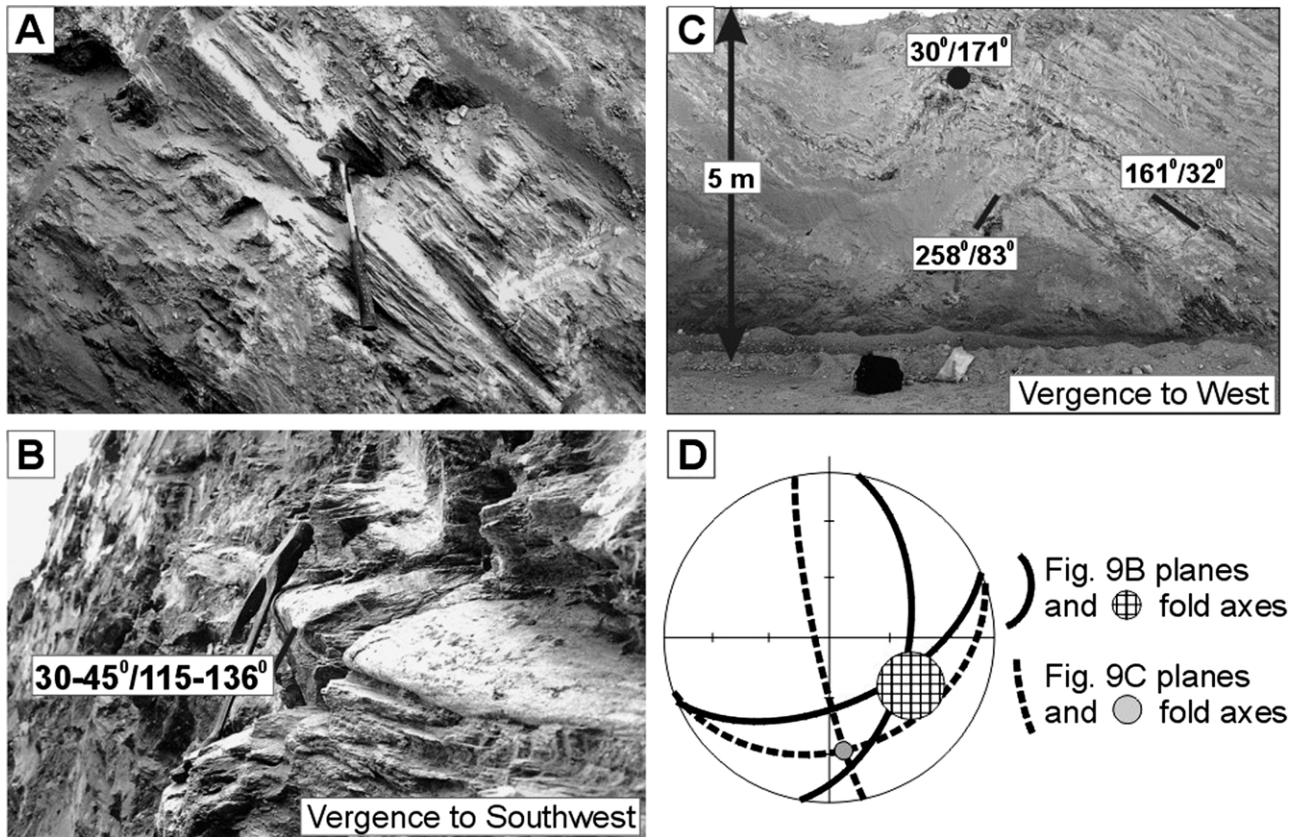 A
C
30⁰/171⁰
5 m
161⁰/32⁰
258⁰/83⁰
Vergence to West
B
30-45⁰/115-136⁰
Vergence to Southwest
D
Fig. 9B planes
and fold axes
Fig. 9C planes
and fold axes